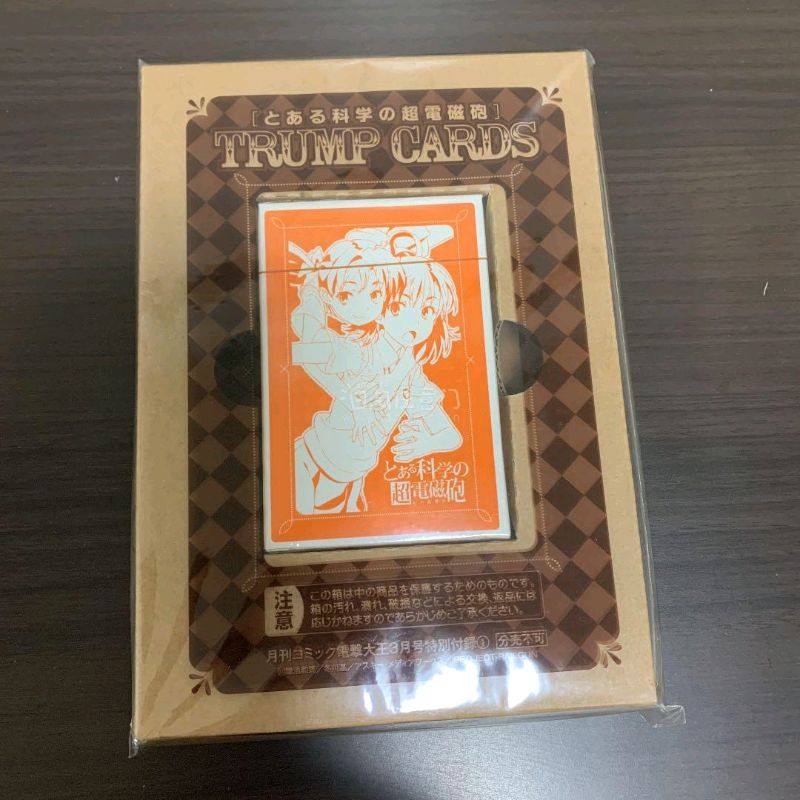 [とある科学の超電磁砲]
TRUMP CARDS
とある科学の
超電磁砲
注意
この箱は中の商品を保護するためのものです。
箱の汚れ、潰れ、破損などによる交換、返品には
応じかねますのであらかじめご了承ください。
月刊コミック電撃大王3月号特別付録① 分売不可